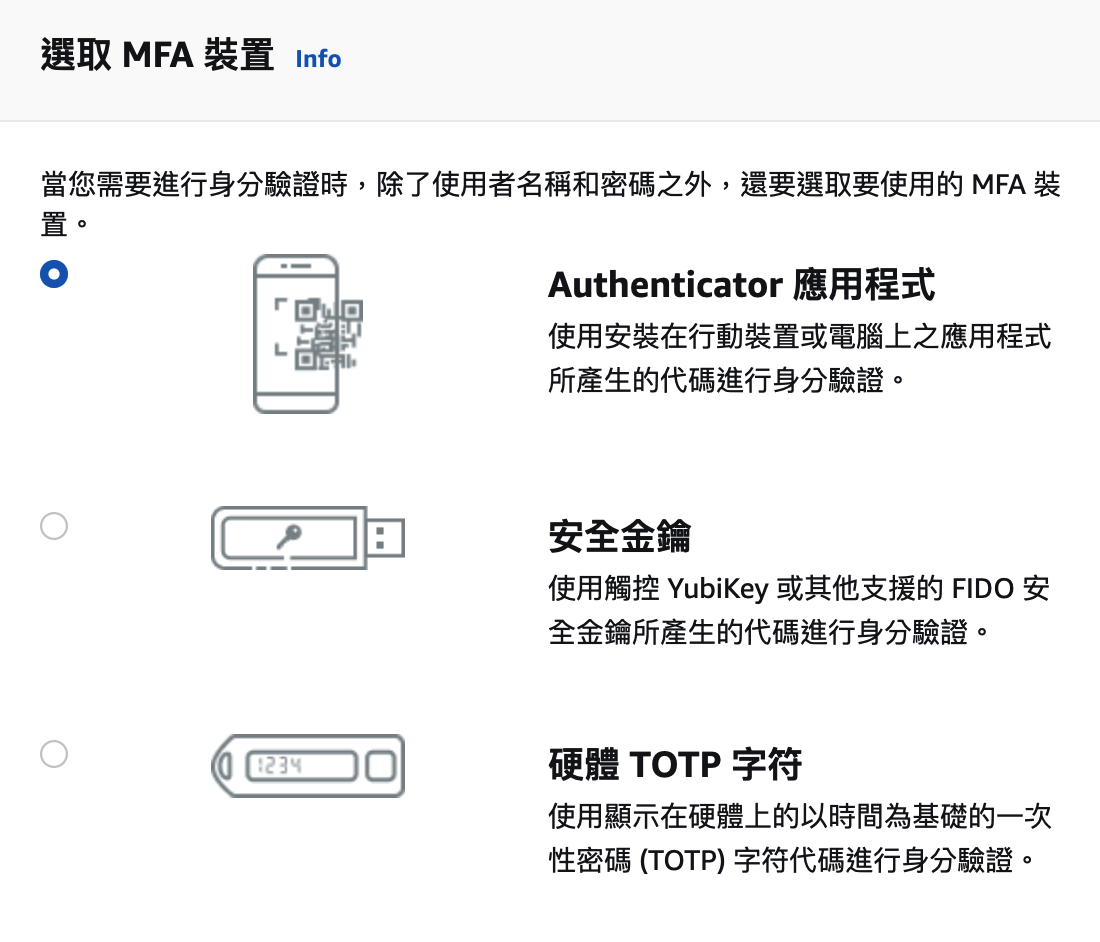 選取 MFA 裝置 Info
當您需要進行身分驗證時，除了使用者名稱和密碼之外，還要選取要使用的 MFA 裝
置。
Authenticator 應用程式
使用安裝在行動裝置或電腦上之應用程式
所產生的代碼進行身分驗證。
安全金鑰
使用觸控 YubiKey 或其他支援的 FIDO 安
全金鑰所產生的代碼進行身分驗證。
1234
硬體 TOTP 字符
使用顯示在硬體上的以時間為基礎的一次
性密碼 (TOTP) 字符代碼進行身分驗證。